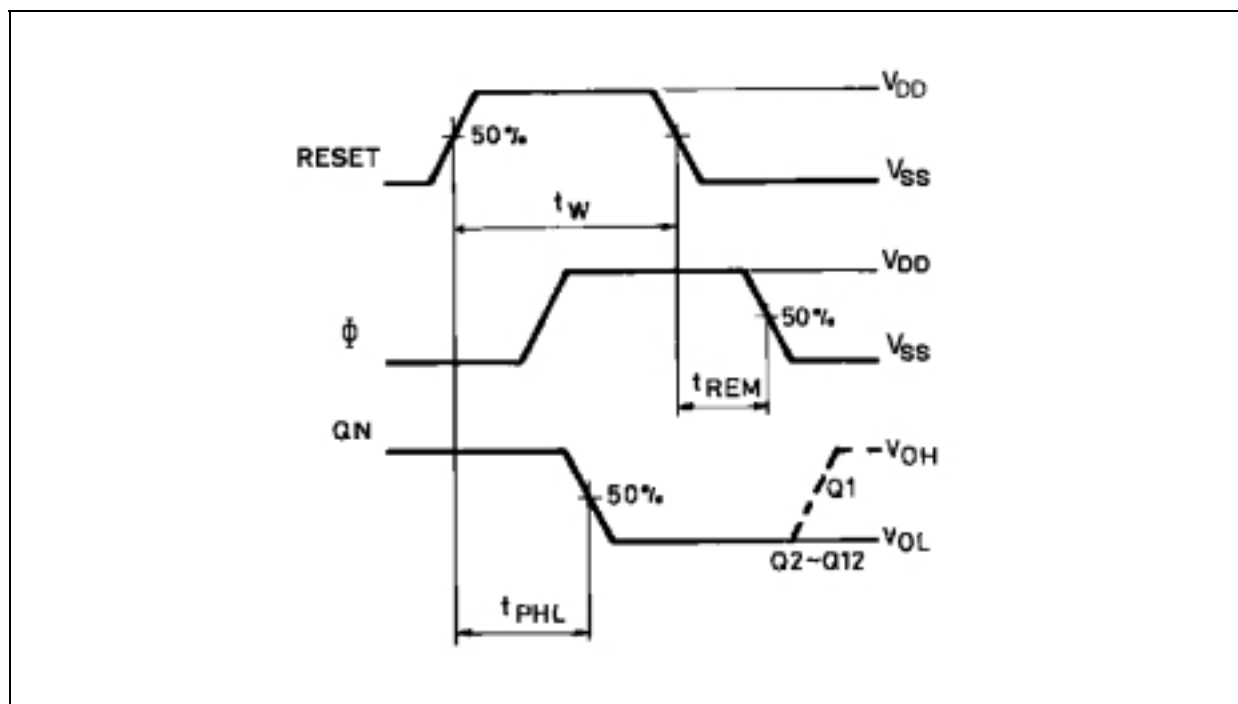 VDD
50%
RESET
VSS
tW
VDD
50%
Φ
VSS
tREM
QN
VOH
Q1
50%
VOL
Q2~Q12
tPHL